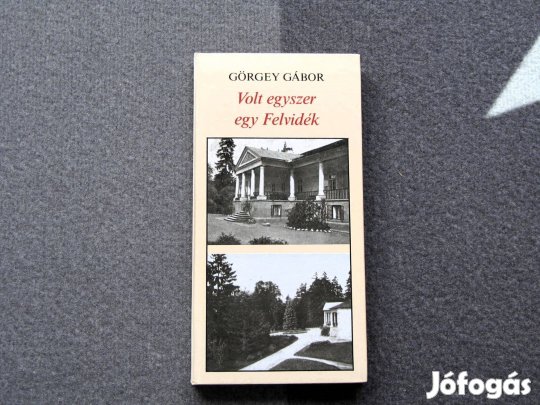 GÖRGEY GÁBOR
Volt egyszer
egy Felvidék
Jófogás